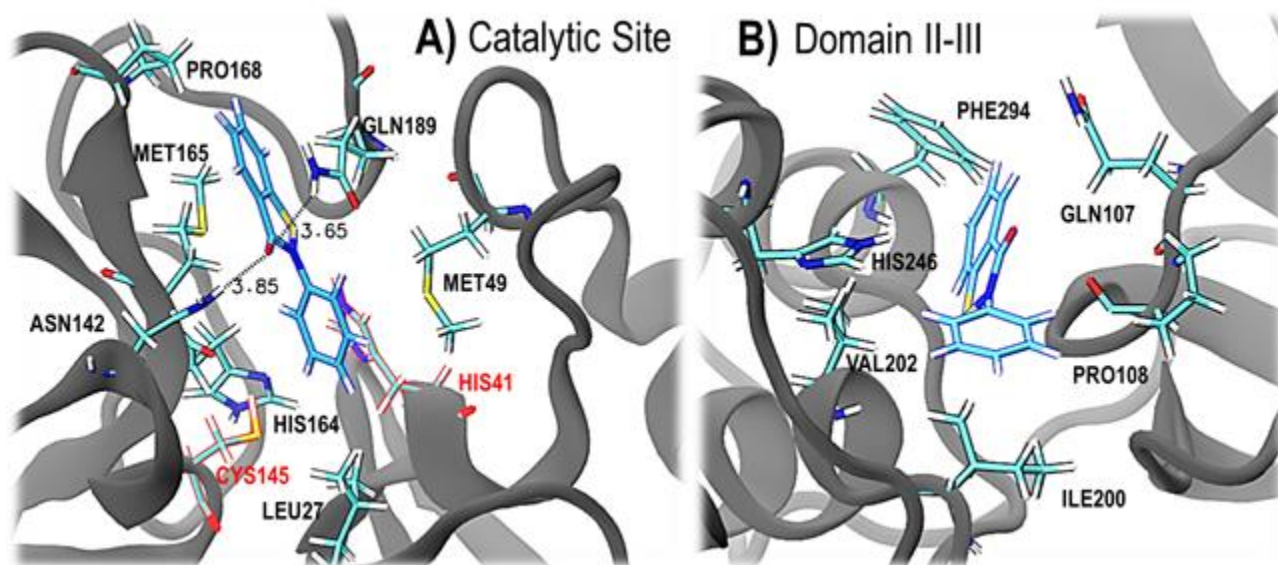 A) Catalytic Site
PRO168
GLN189
MET165
3.65
3.85
MET49
ASN142
HIS41
HIS164
CYS145
LEU27
B) Domain II-III
PHE294
GLN107
HIS246
VAL202
PRO108
ILE200